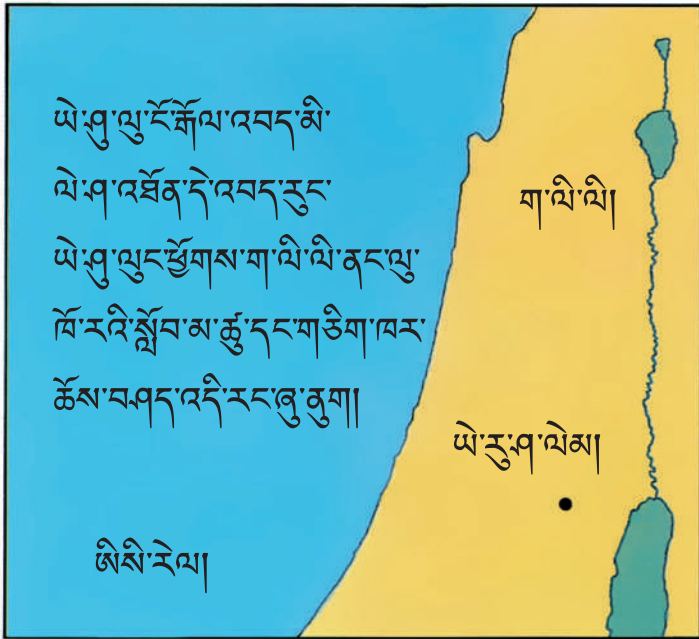 ཡེ་ཤུ་ལུ་ངོ་རྒོལ་འབད་མི་
ལེ་ཤ་འཐོན་དེ་འབད་རུང་
ཡེ་ཤུ་ལུང་ཕྱོགས་ག་ལི་ལི་ནང་ལུ་
ཁོ་རའི་སློབ་མ་ཚུ་དང་གཅིག་ཁར་
ཆོས་བཤད་འདི་རང་ཞུ་ནུག།
ག་ལི་ལི།
ཡེ་རུ་ཤ་ལེམ།
ཨིསི་རེལ།